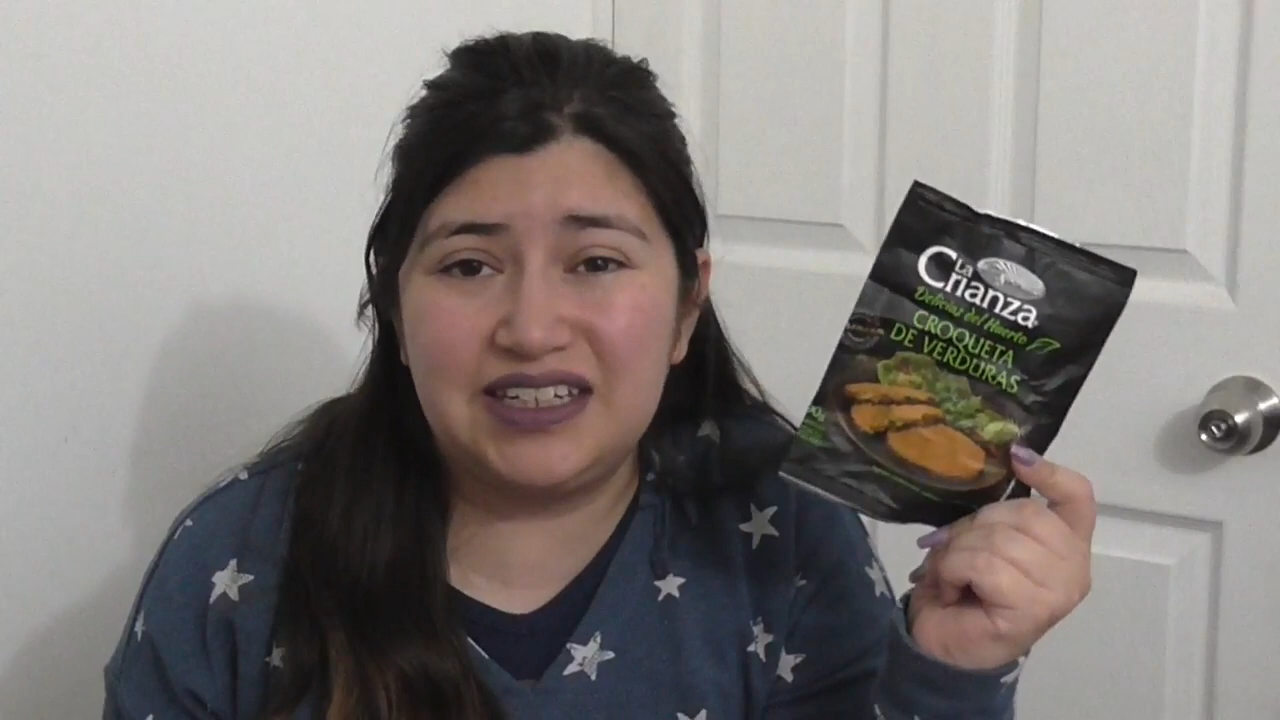 La
Crianza
Delicias del Huerto
CROQUETA
DE VERDURAS